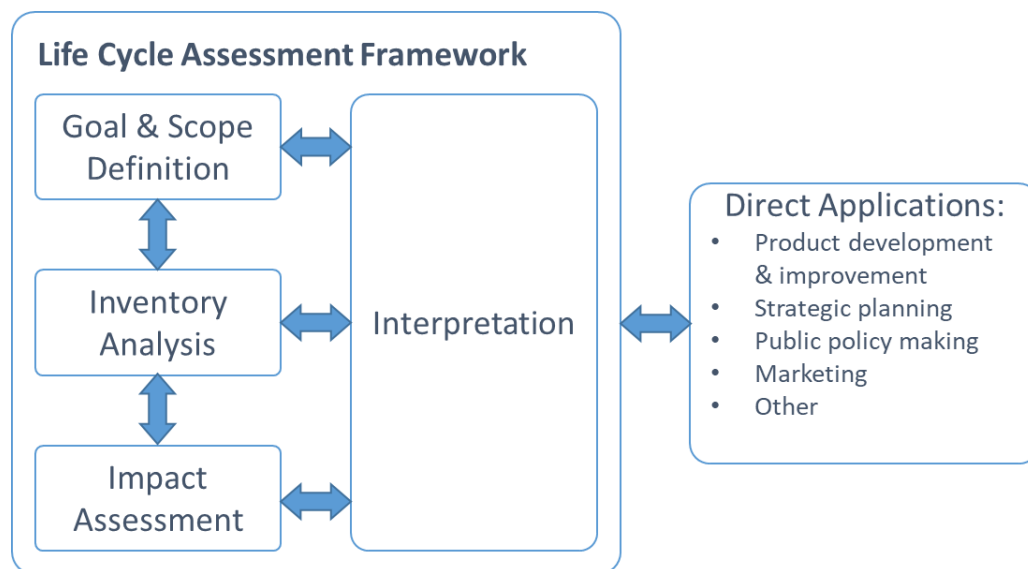 Life Cycle Assessment Framework
Goal & Scope
Definition
Inventory
Analysis
Impact
Assessment
Interpretation
Direct Applications:
• Product development
& improvement
• Strategic planning
• Public policy making
• Marketing
• Other